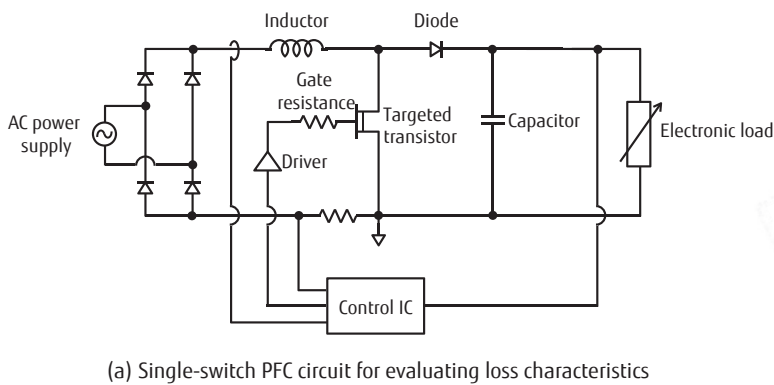 Inductor
Diode
Gate
resistance
Targeted
transistor
Capacitor
AC power
supply
Electronic load
Driver
Control IC
(a) Single-switch PFC circuit for evaluating loss characteristics